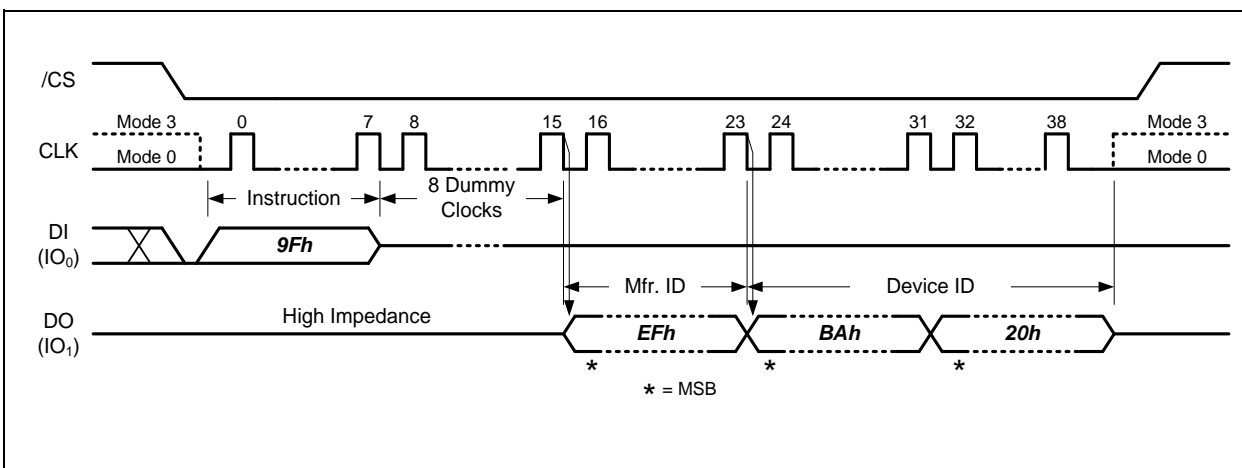 /CS
Mode 3 0 7 8 15 16 23 24 31 32 38 Mode 3
CLK
Mode 0 Mode 0
Instruction
8 Dummy
Clocks
DI
(IO0)
9Fh
Mfr. ID
Device ID
High Impedance
DO
(IO1)
EFh
BAh
20h
* * *
* = MSB